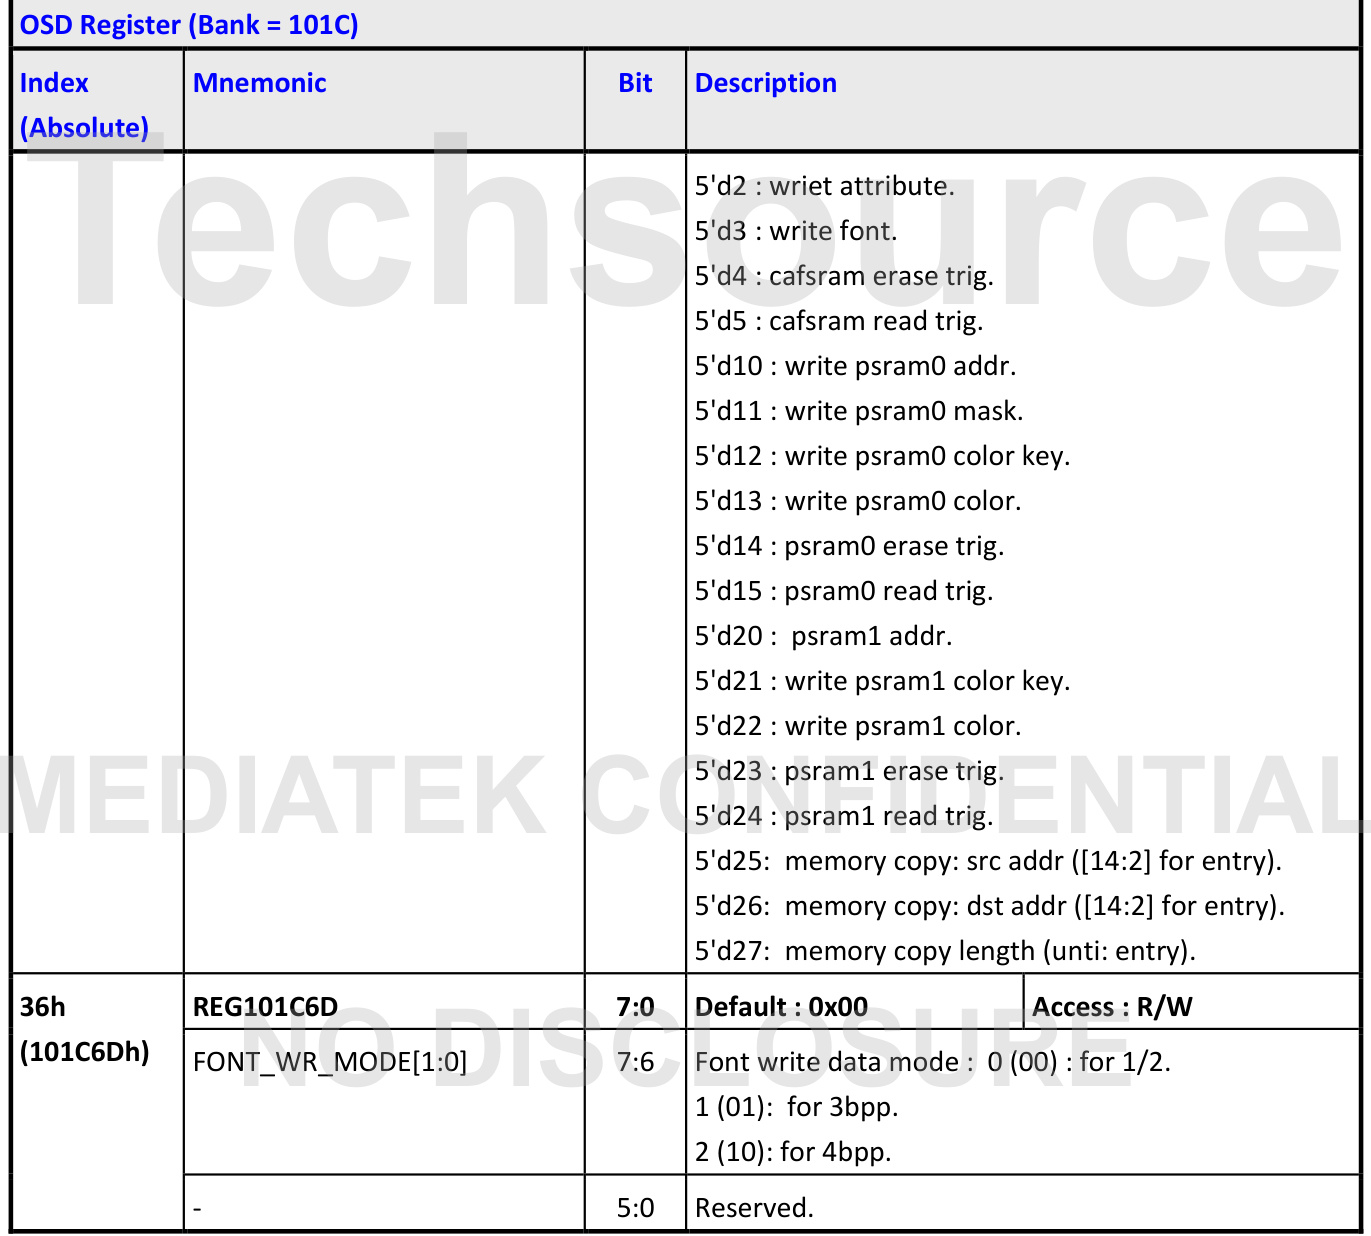 OSD Register (Bank = 101C)
Index (Absolute) Mnemonic Bit Description
5'd2 : wriet attribute.
5'd3 : write font.
5'd4 : cafsram erase trig.
5'd5 : cafsram read trig.
5'd10 : write psram0 addr.
5'd11 : write psram0 mask.
5'd12 : write psram0 color key.
5'd13 : write psram0 color.
5'd14 : psram0 erase trig.
5'd15 : psram0 read trig.
5'd20 :  psram1 addr.
5'd21 : write psram1 color key.
5'd22 : write psram1 color.
5'd23 : psram1 erase trig.
5'd24 : psram1 read trig.
5'd25:  memory copy: src addr ([14:2] for entry).
5'd26:  memory copy: dst addr ([14:2] for entry).
5'd27:  memory copy length (unti: entry).
36h REG101C6D 7:0 Default : 0x00 Access : R/W
(101C6Dh) FONT_WR_MODE[1:0] 7:6 Font write data mode :  0 (00) : for 1/2.
1 (01):  for 3bpp.
2 (10): for 4bpp.
- 5:0 Reserved.
Techsource
MEDIATEK CONFIDENTIAL
NO DISCLOSURE